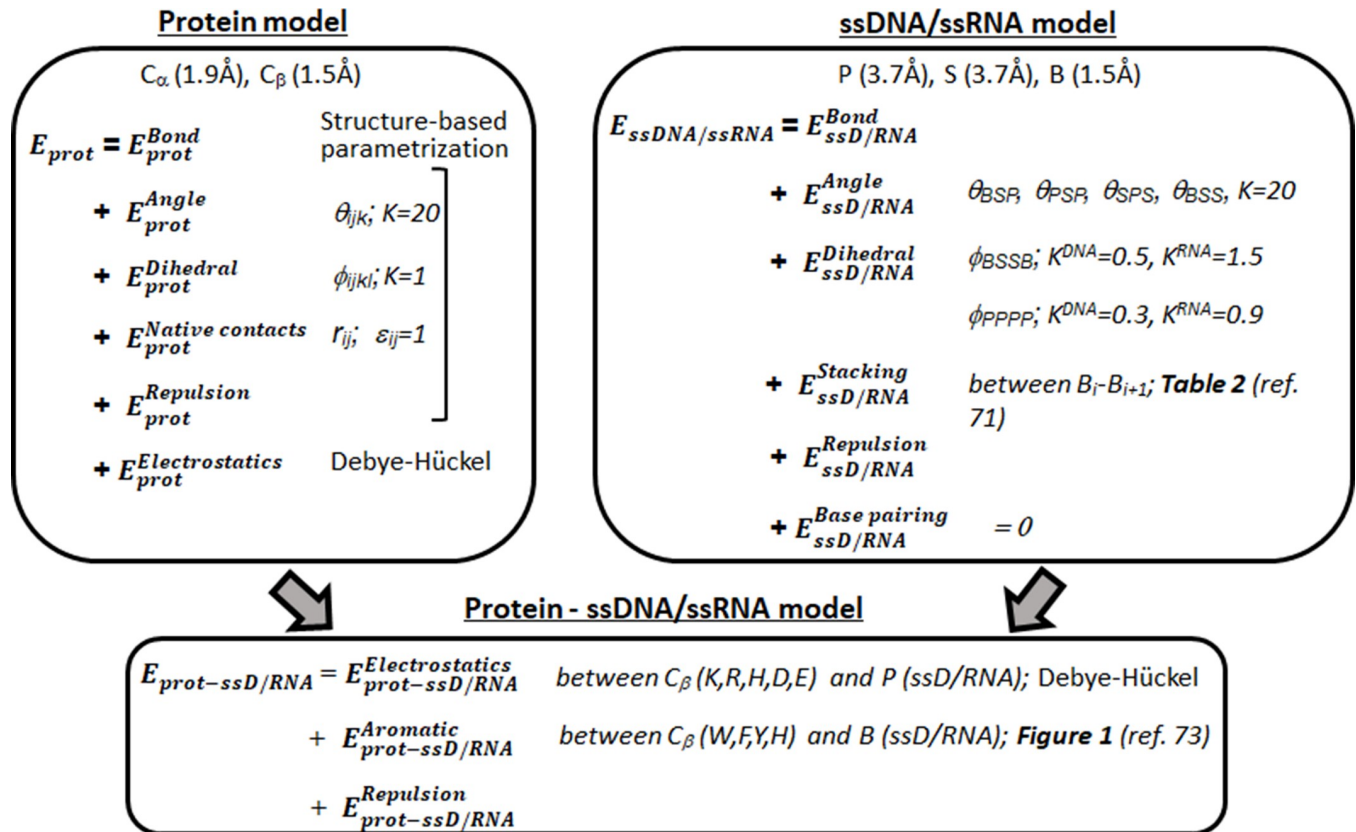 Protein model
C_α (1.9Å), C_β (1.5Å)
Structure-based
parametrization
E_prot = E_prot^Bond
+ E_prot^Angle θ_ijk; K=20
+ E_prot^Dihedral ϕ_ijkl; K=1
+ E_prot^Native contacts r_ij; ε_ij=1
+ E_prot^Repulsion
+ E_prot^Electrostatics Debye-Hückel
ssDNA/ssRNA model
P (3.7Å), S (3.7Å), B (1.5Å)
E_ssDNA/ssRNA = E_ssD/RNA^Bond
+ E_ssD/RNA^Angle θ_BSP, θ_PSP, θ_SPS, θ_BSS, K=20
+ E_ssD/RNA^Dihedral ϕ_BSSB; K^DNA=0.5, K^RNA=1.5
ϕ_PPPP; K^DNA=0.3, K^RNA=0.9
+ E_ssD/RNA^Stacking between B_i-B_i+1; Table 2 (ref.
71)
+ E_ssD/RNA^Repulsion
+ E_ssD/RNA^Base pairing = 0
Protein - ssDNA/ssRNA model
E_prot-ssD/RNA = E_prot-ssD/RNA^Electrostatics between C_β (K,R,H,D,E) and P (ssD/RNA); Debye-Hückel
+ E_prot-ssD/RNA^Aromatic between C_β (W,F,Y,H) and B (ssD/RNA); Figure 1 (ref. 73)
+ E_prot-ssD/RNA^Repulsion